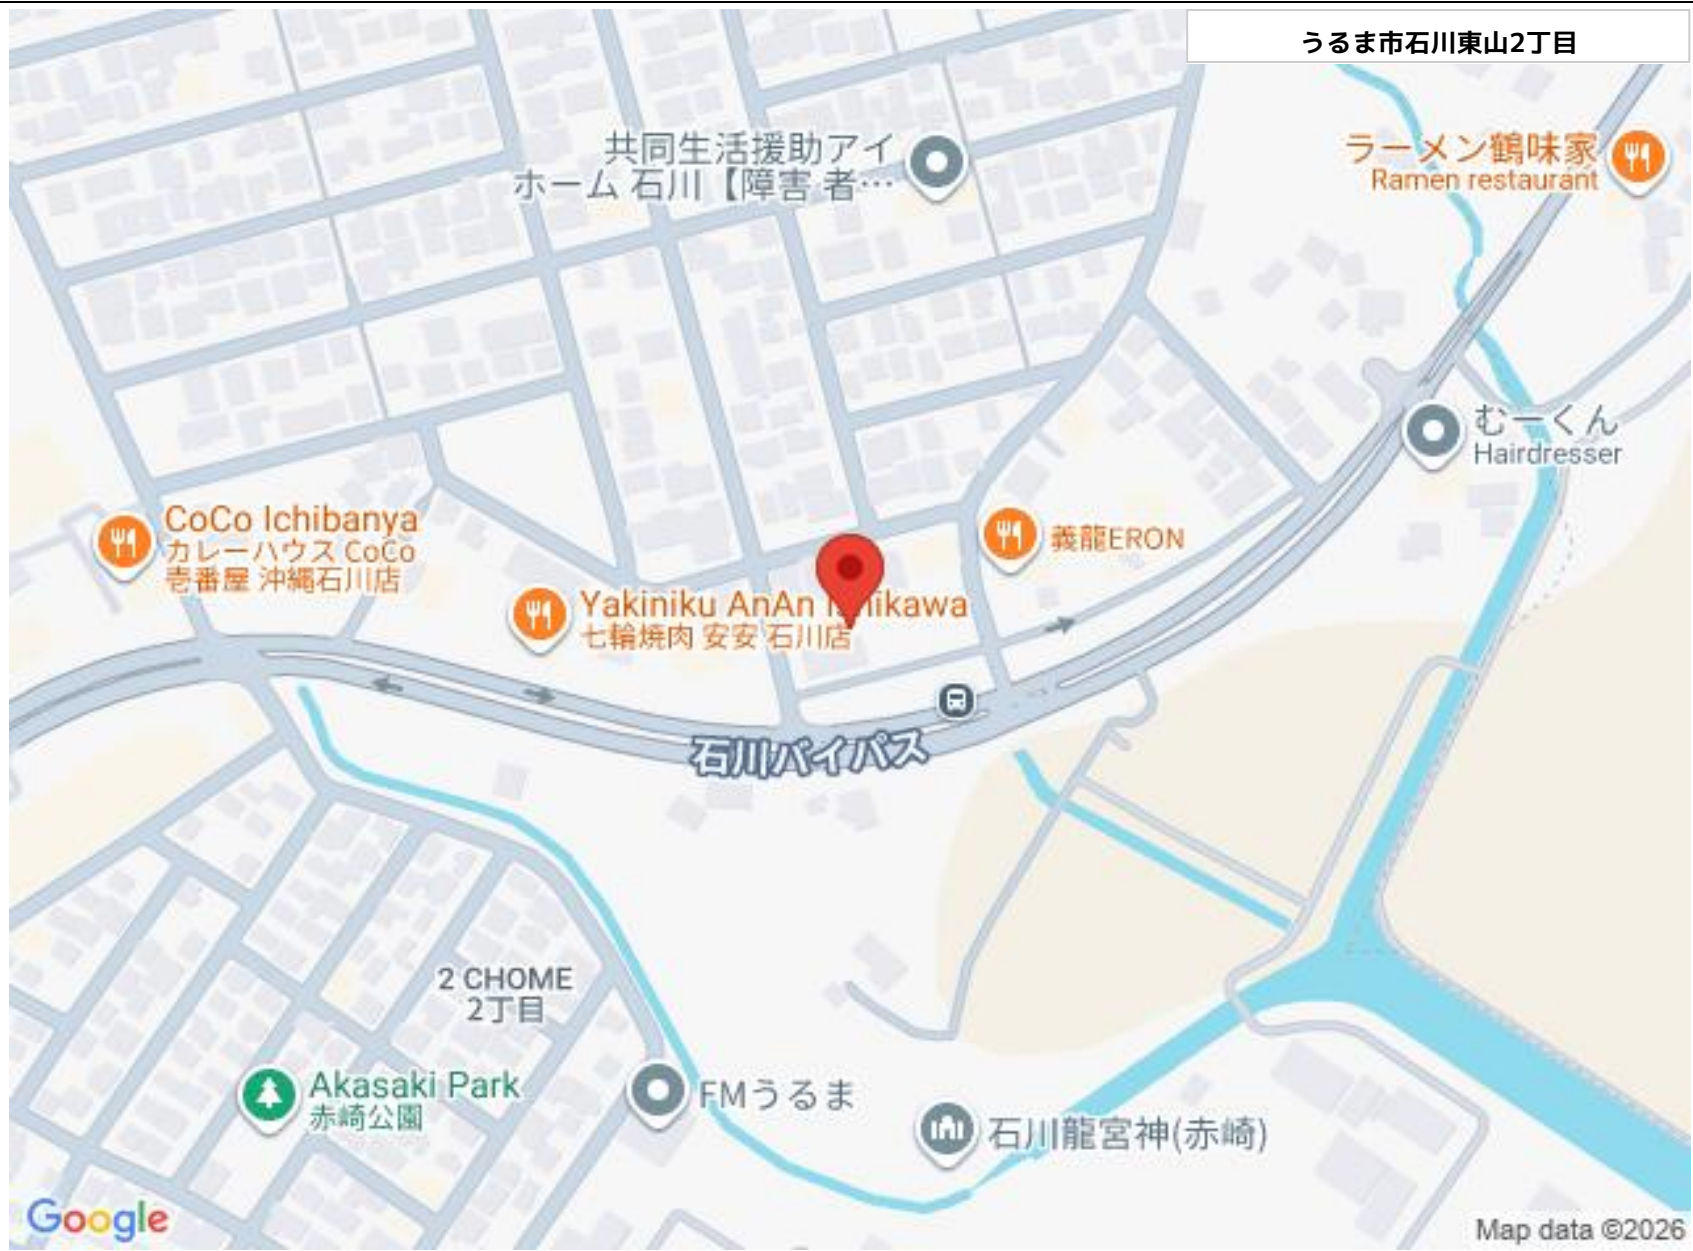 うるま市石川東山2丁目
共同生活援助アイ
ホーム 石川【障害 者…
ラーメン鶴味家
Ramen restaurant
むーくん
Hairdresser
CoCo Ichibanya
カレーハウス CoCo
壱番屋 沖縄石川店
義龍ERON
Yakiniku AnAn Ishikawa
七輪焼肉 安安 石川店
石川バイパス
2 CHOME
2丁目
Akasaki Park
赤崎公園
FMうるま
石川龍宮神(赤崎)
Google
Map data ©2026